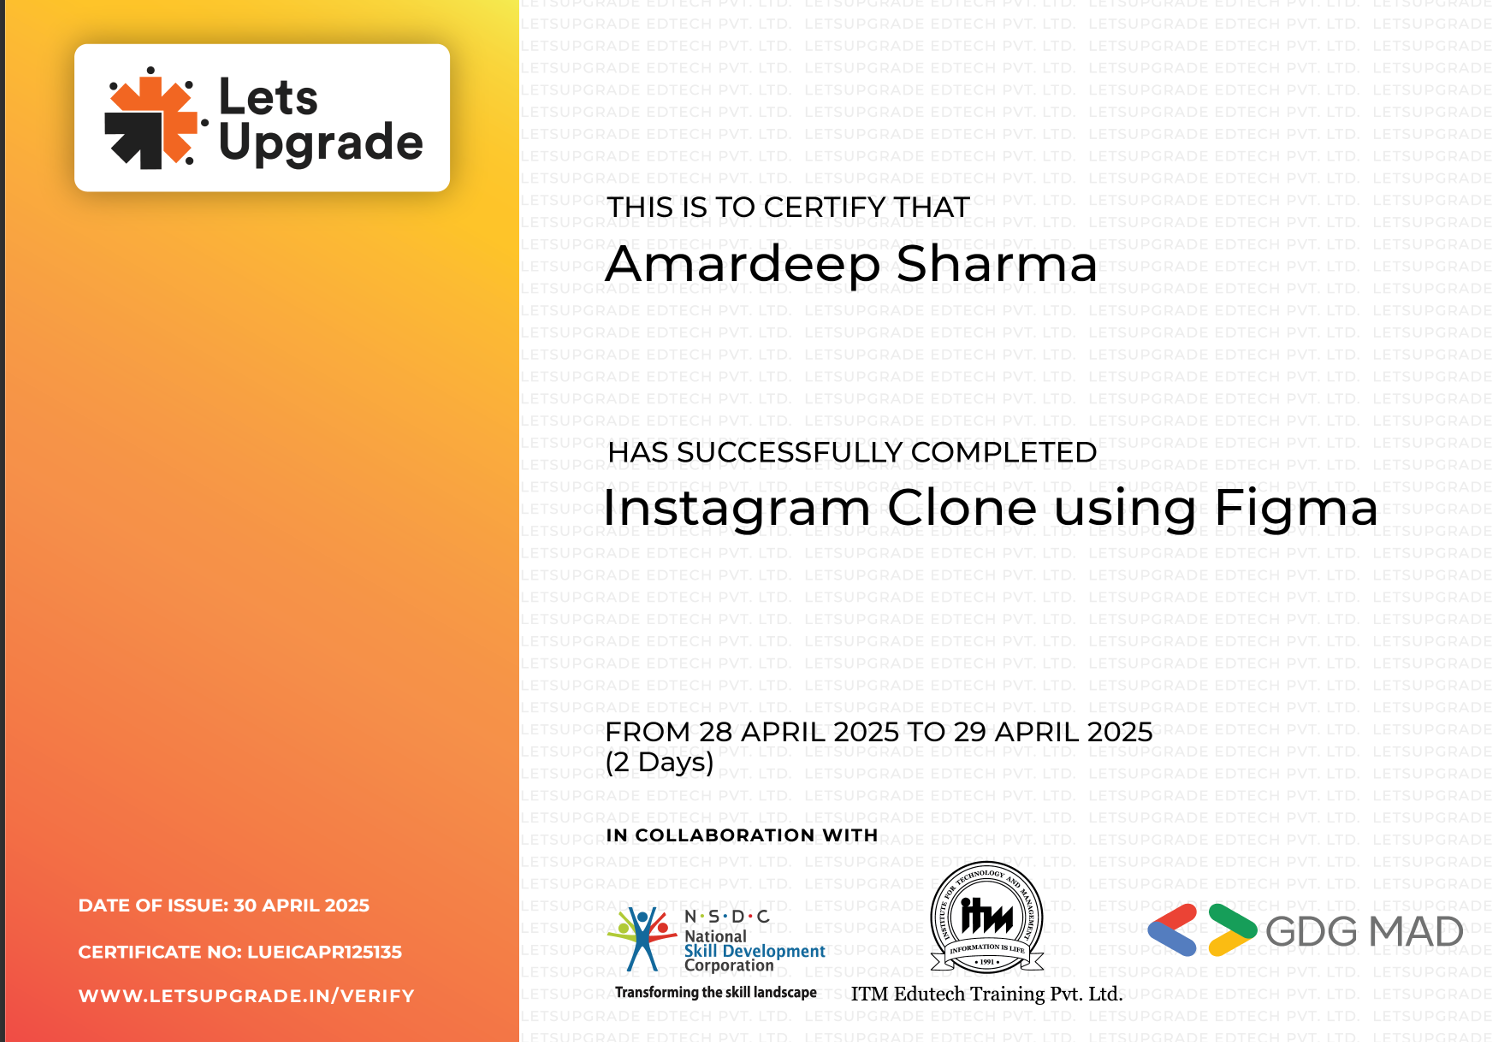 Lets
Upgrade
THIS IS TO CERTIFY THAT
Amardeep Sharma
HAS SUCCESSFULLY COMPLETED
Instagram Clone using Figma
FROM 28 APRIL 2025 TO 29 APRIL 2025
(2 Days)
IN COLLABORATION WITH
N·S·D·C
National
Skill Development
Corporation
Transforming the skill landscape
INSTITUTE FOR TECHNOLOGY AND MANAGEMENT
itm
INFORMATION IS LIFE
• 1991 •
ITM Edutech Training Pvt. Ltd.
GDG MAD
DATE OF ISSUE: 30 APRIL 2025
CERTIFICATE NO: LUEICAPR125135
WWW.LETSUPGRADE.IN/VERIFY
LETSUPGRADE EDTECH PVT. LTD.